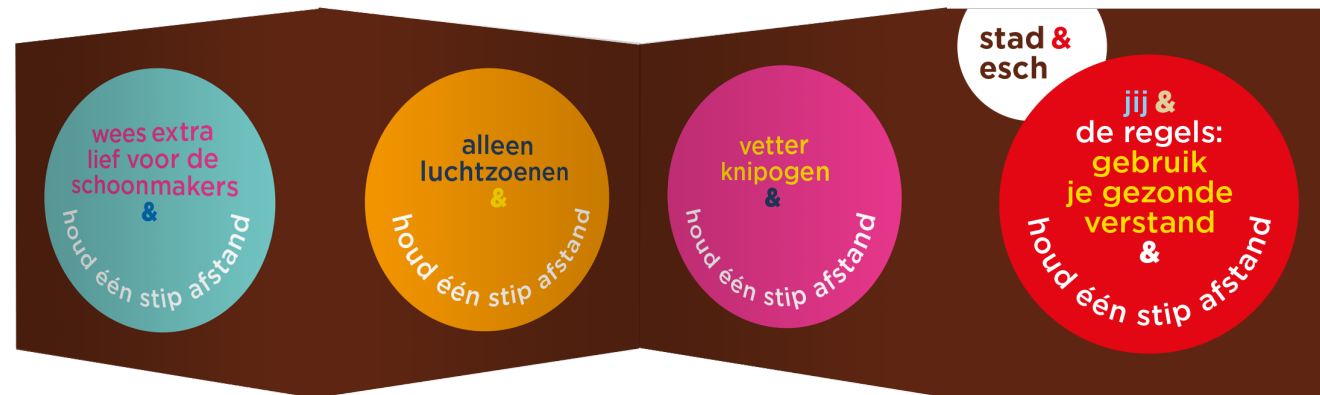 wees extra
lief voor de
schoonmakers
&
houd één stip afstand
alleen
luchtzoenen
&
houd één stip afstand
vetter
knipogen
&
houd één stip afstand
stad &
esch
jij &
de regels:
gebruik
je gezonde
verstand
&
houd één stip afstand